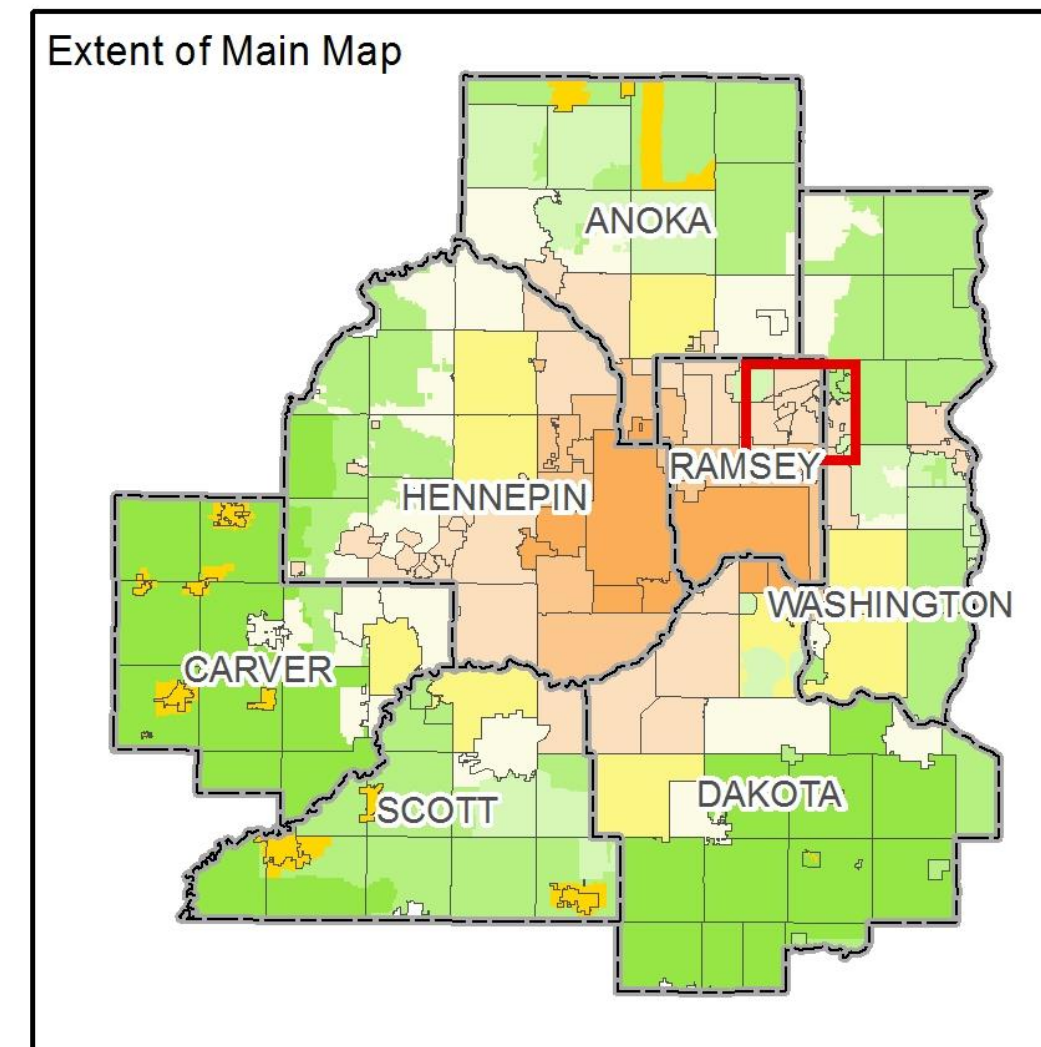 Extent of Main Map
ANOKA
RAMSEY
HENNEPIN
WASHINGTON
CARVER
DAKOTA
SCOTT